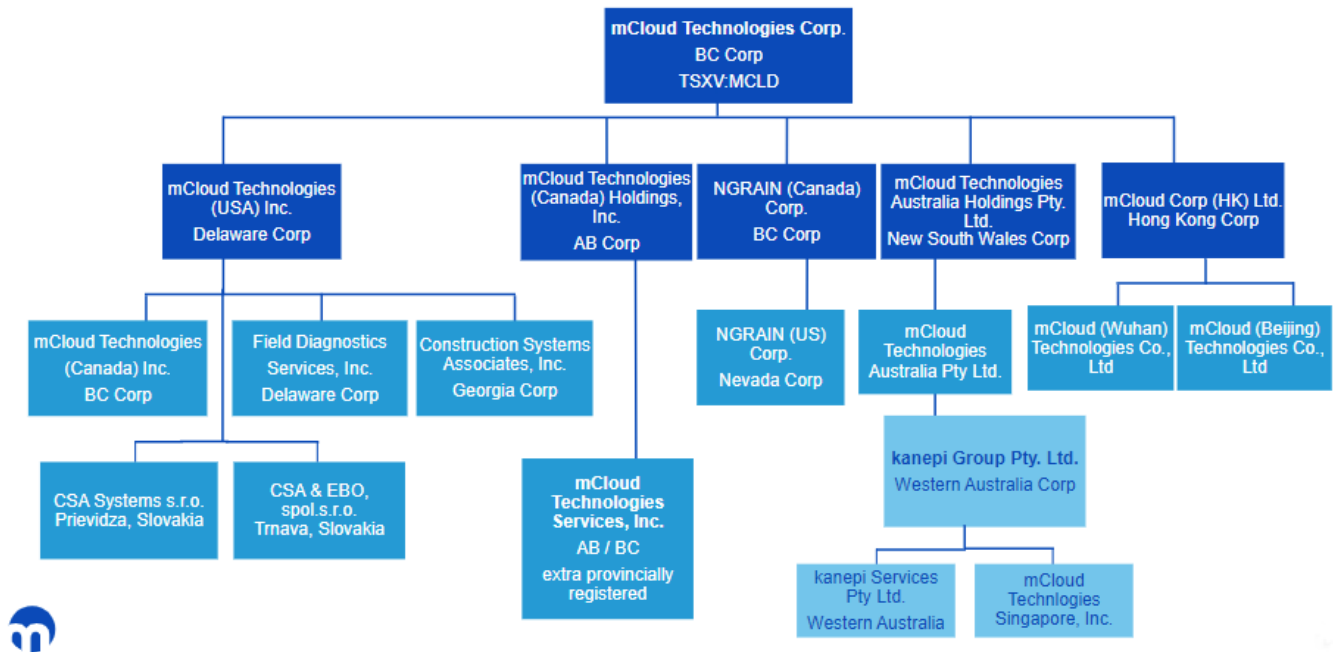 mCloud Technologies Corp.
BC Corp
TSXV:MCLD
mCloud Technologies
(USA) Inc.
Delaware Corp
mCloud Technologies
(Canada) Holdings,
Inc.
AB Corp
NGRAIN (Canada)
Corp.
BC Corp
mCloud Technologies
Australia Holdings Pty.
Ltd.
New South Wales Corp
mCloud Corp (HK) Ltd.
Hong Kong Corp
mCloud Technologies
(Canada) Inc.
BC Corp
Field Diagnostics
Services, Inc.
Delaware Corp
Construction Systems
Associates, Inc.
Georgia Corp
NGRAIN (US)
Corp.
Nevada Corp
mCloud
Technologies
Australia Pty Ltd.
mCloud (Wuhan)
Technologies Co.,
Ltd
mCloud (Beijing)
Technologies Co.,
Ltd
CSA Systems s.r.o.
Prievidza, Slovakia
CSA & EBO,
spol.s.r.o.
Trnava, Slovakia
mCloud
Technologies
Services, Inc.
AB / BC
extra provincially
registered
kanepi Group Pty. Ltd.
Western Australia Corp
kanepi Services
Pty Ltd.
Western Australia
mCloud
Technlogies
Singapore, Inc.
m